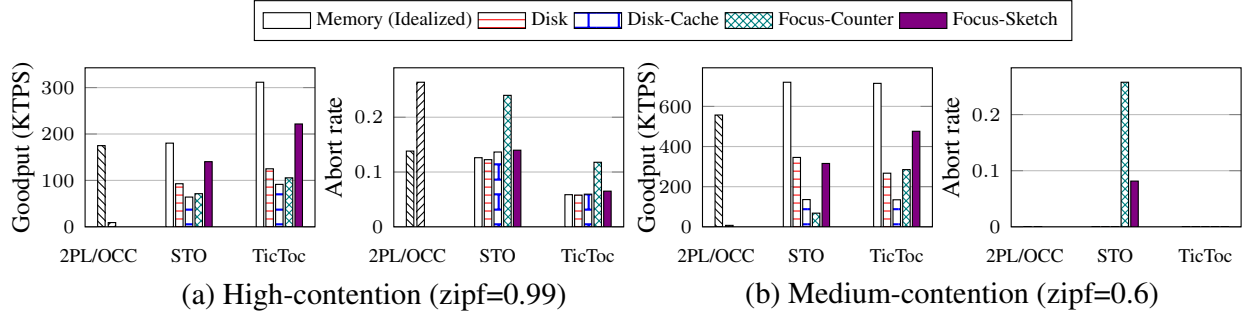 Memory (Idealized) Disk Disk-Cache Focus-Counter Focus-Sketch
Goodput (KTPS)
300
200
100
0
2PL/OCC STO TicToc
Abort rate
0.2
0.1
0
2PL/OCC STO TicToc
(a) High-contention (zipf=0.99)
Goodput (KTPS)
600
400
200
0
2PL/OCC STO TicToc
Abort rate
0.2
0.1
0
2PL/OCC STO TicToc
(b) Medium-contention (zipf=0.6)